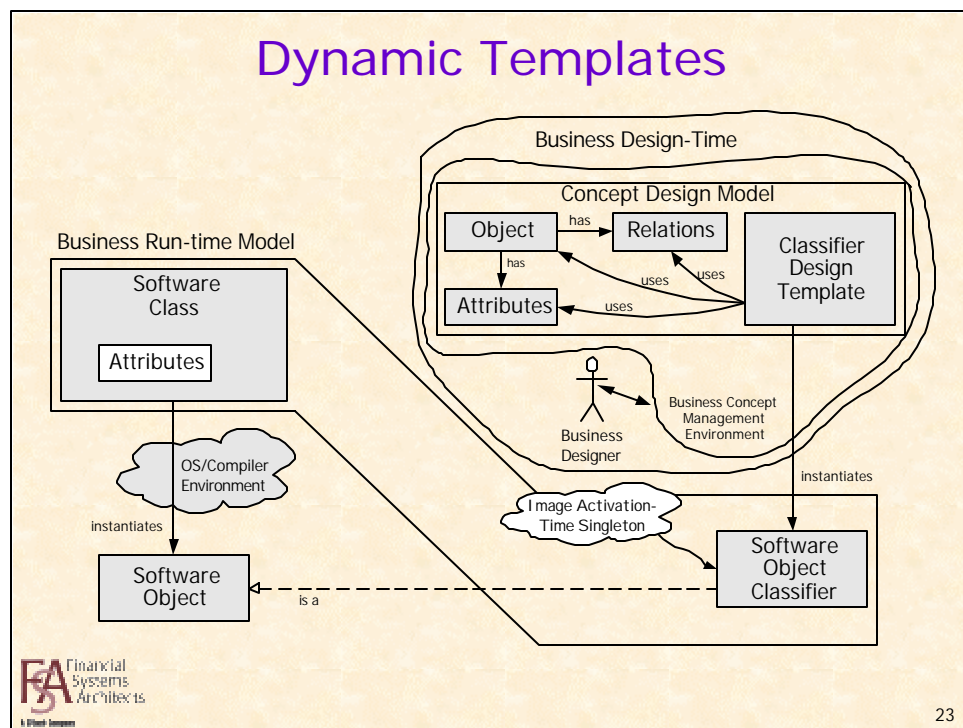 Dynamic Templates
Business Design-Time
Concept Design Model
Object
has
Relations
Classifier
Design
Template
has
uses
uses
Attributes
uses
Business Run-time Model
Software
Class
Attributes
Business
Designer
Business Concept
Management
Environment
OS/Compiler
Environment
instantiates
instantiates
Image Activation-
Time Singleton
Software
Object
is a
Software
Object
Classifier
FSA
Financial
Systems
Architects
23